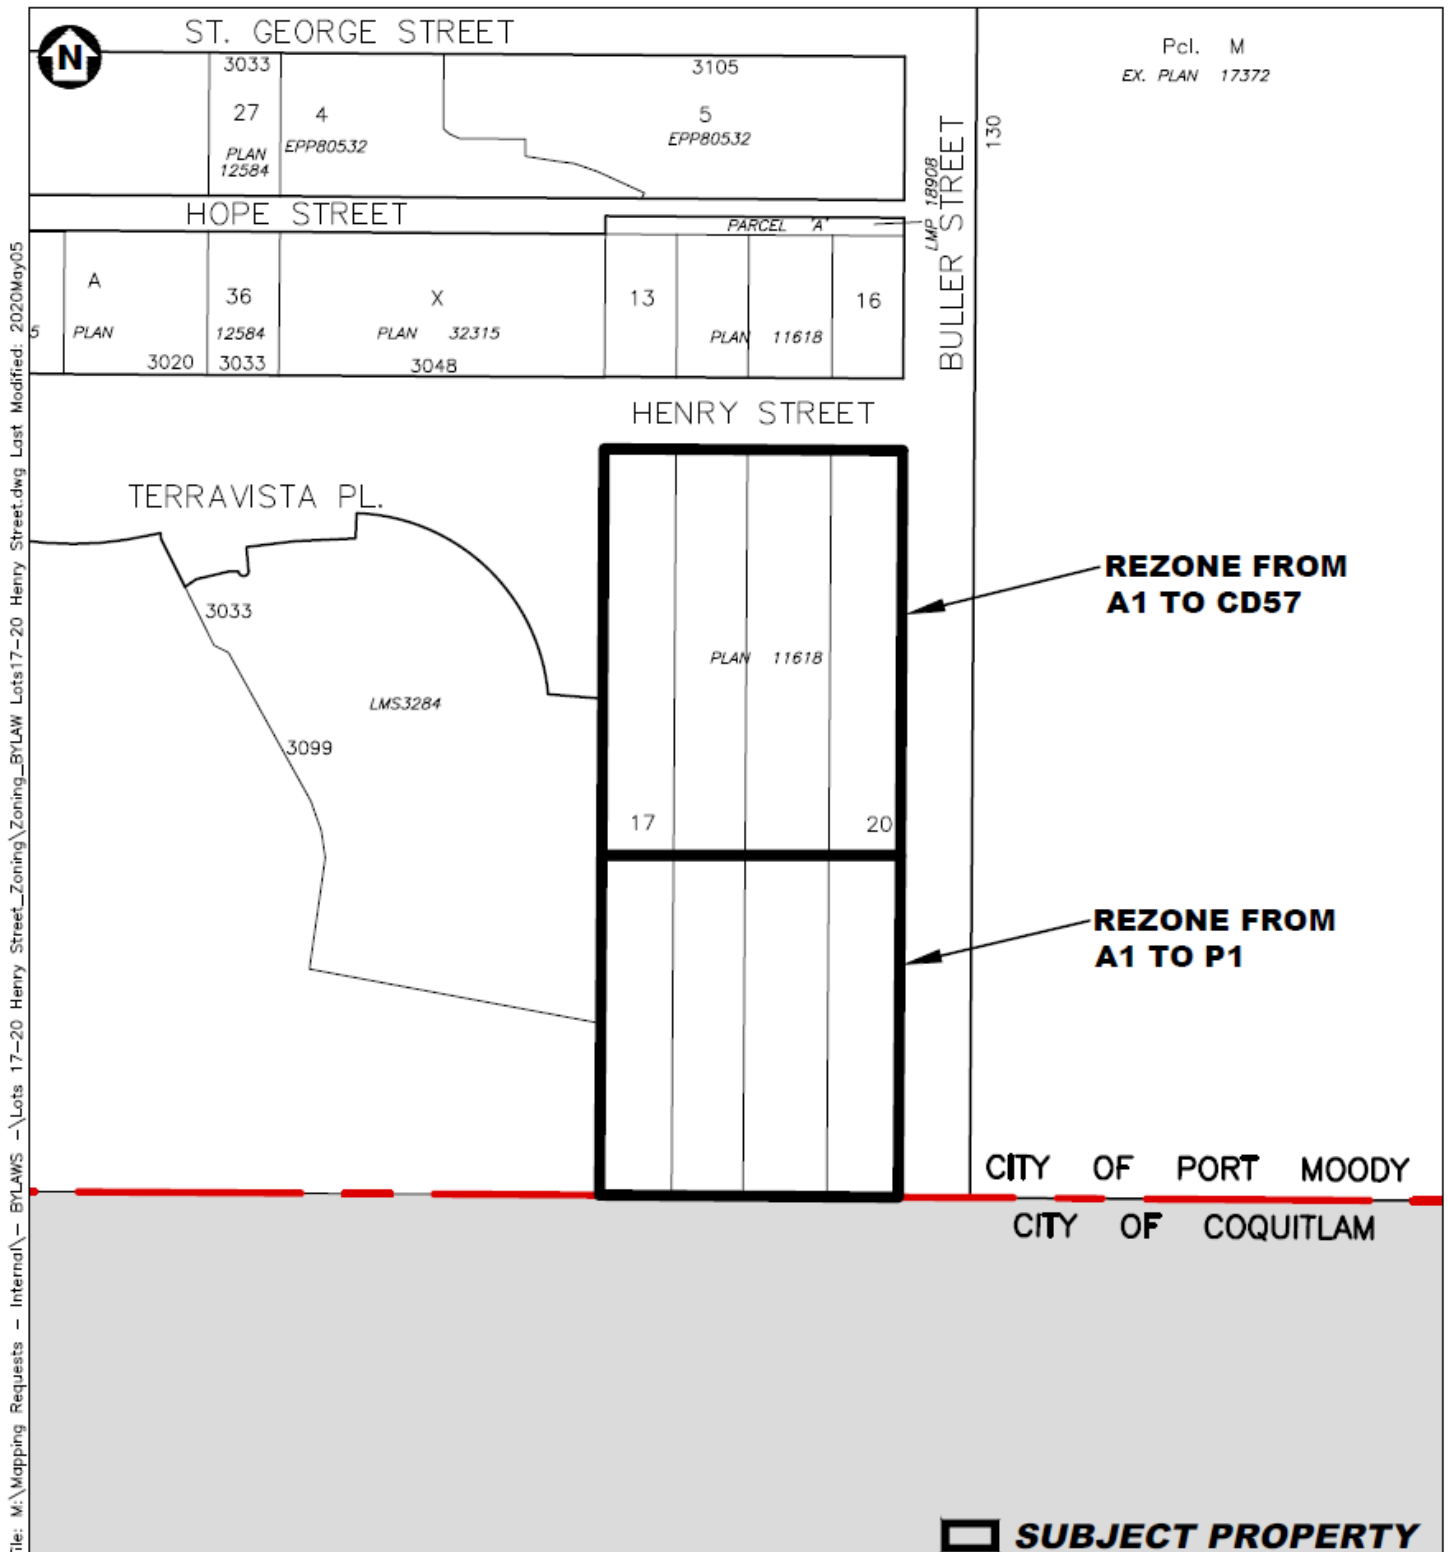 ST. GEORGE STREET
N
Pcl. M
EX. PLAN 17372
3033
3105
27
4
5
EPP80532
EPP80532
PLAN
12584
130
BULLER STREET
LMP 18908
HOPE STREET
PARCEL 'A'
A
36
X
13
16
5
PLAN
12584
PLAN 32315
PLAN 11618
3020
3033
3048
HENRY STREET
TERRAVISTA PL.
REZONE FROM
A1 TO CD57
3033
PLAN 11618
LMS3284
3099
17
20
REZONE FROM
A1 TO P1
CITY OF PORT MOODY
CITY OF COQUITLAM
SUBJECT PROPERTY
File: M:\Mapping Requests - Internal\- BYLAWS -\Lots 17-20 Henry Street_Zoning\Zoning_BYLAW Lots17-20 Henry Street.dwg Last Modified: 2020May05